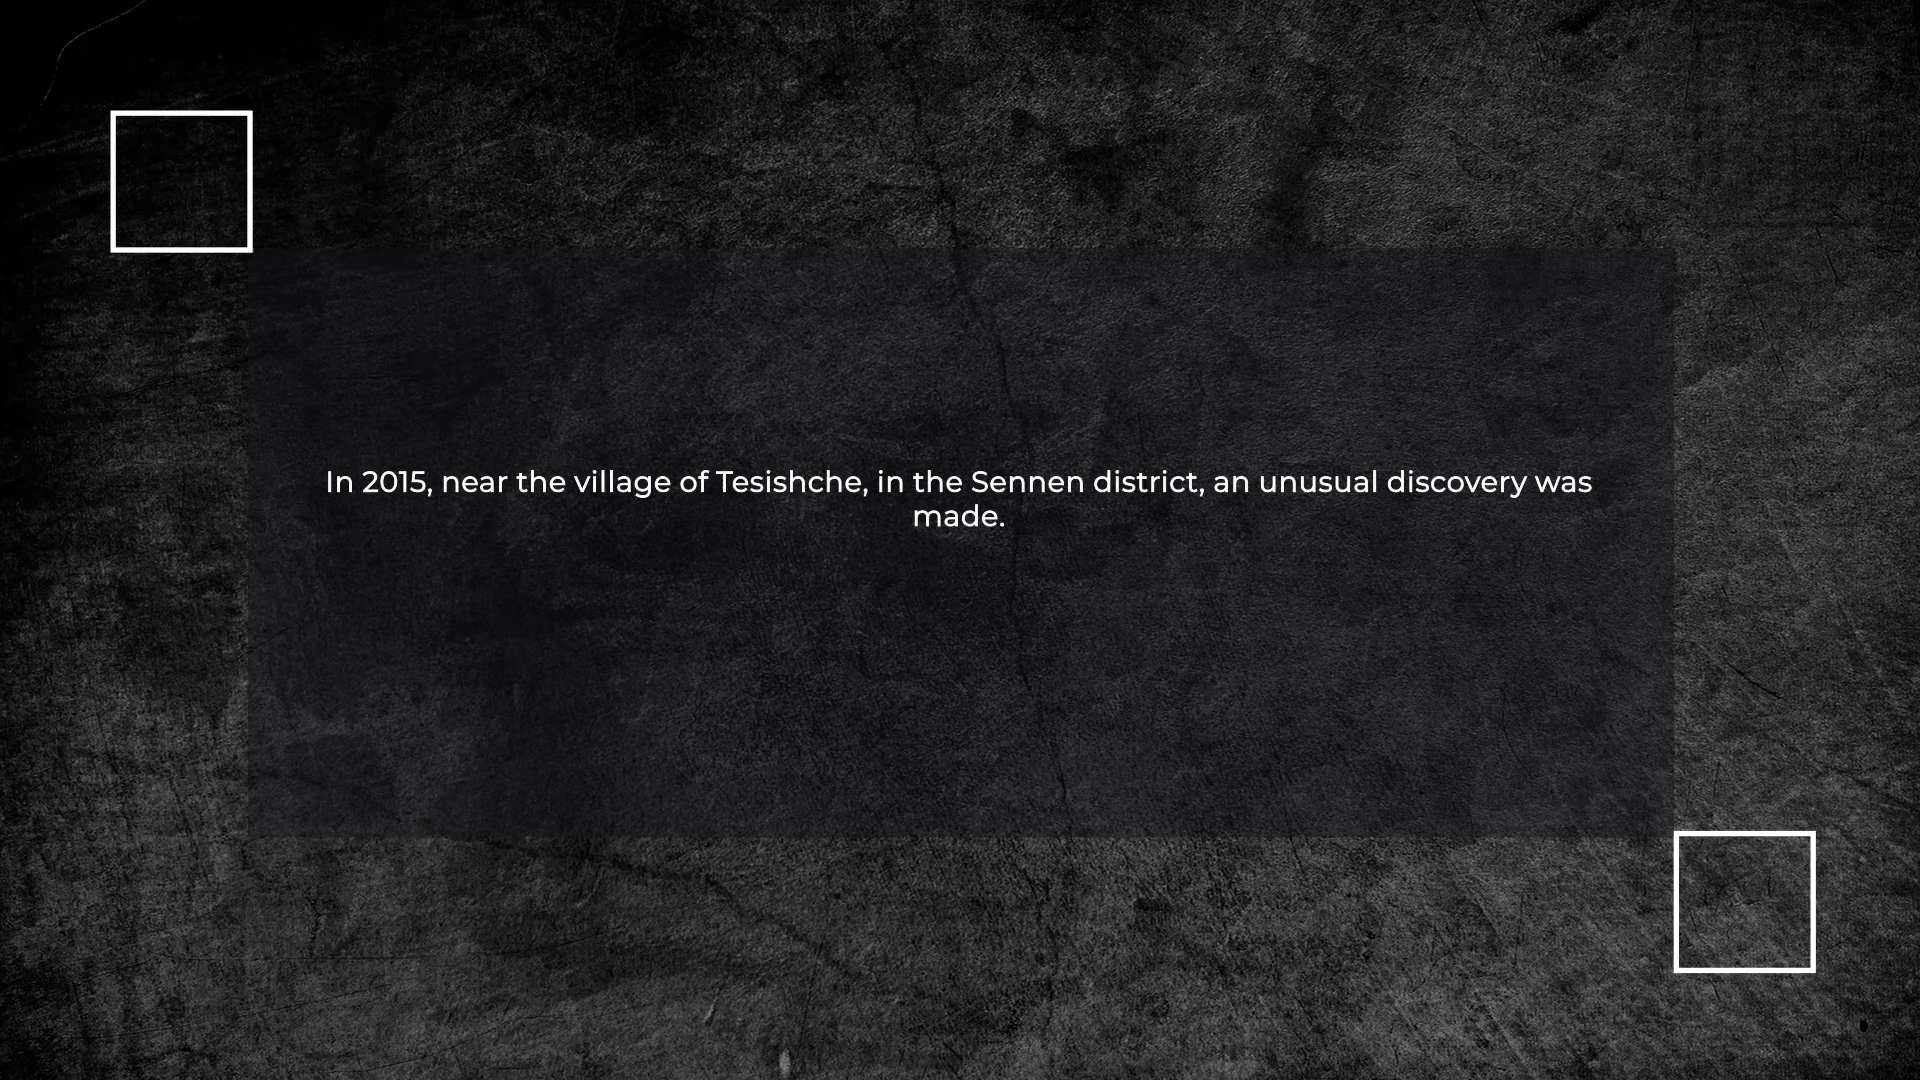 In 2015, near the village of Tesishche, in the Sennen district, an unusual discovery was
made.